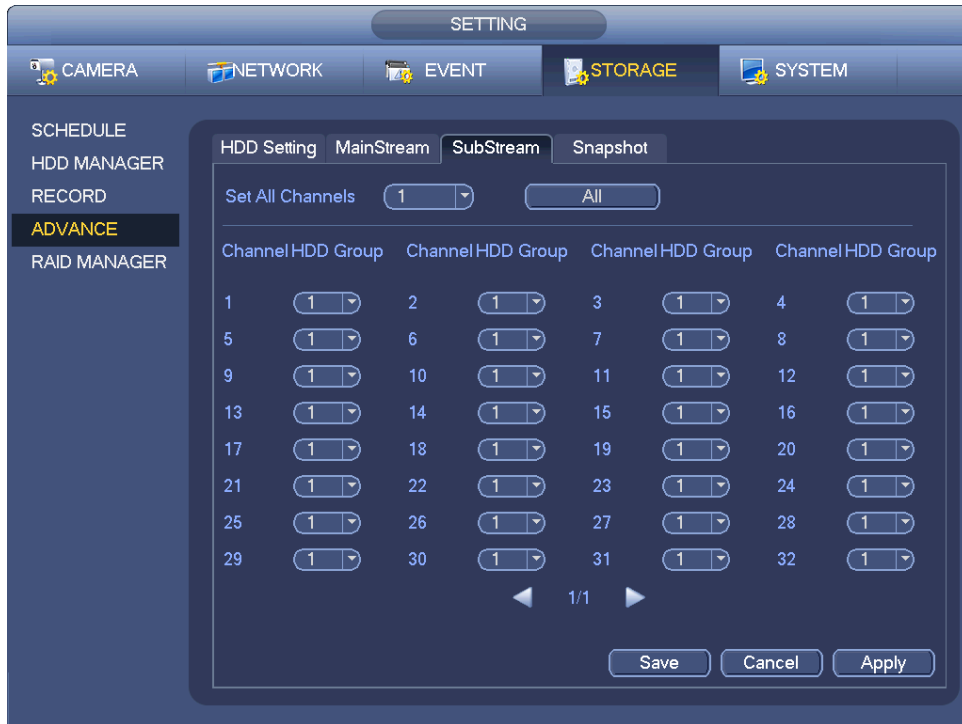 SETTING
CAMERA NETWORK EVENT STORAGE SYSTEM
SCHEDULE
HDD MANAGER
RECORD
ADVANCE
RAID MANAGER
HDD Setting MainStream SubStream Snapshot
Set All Channels 1 All
Channel HDD Group Channel HDD Group Channel HDD Group Channel HDD Group
1 1 2 1 3 1 4 1
5 1 6 1 7 1 8 1
9 1 10 1 11 1 12 1
13 1 14 1 15 1 16 1
17 1 18 1 19 1 20 1
21 1 22 1 23 1 24 1
25 1 26 1 27 1 28 1
29 1 30 1 31 1 32 1
1/1
Save Cancel Apply